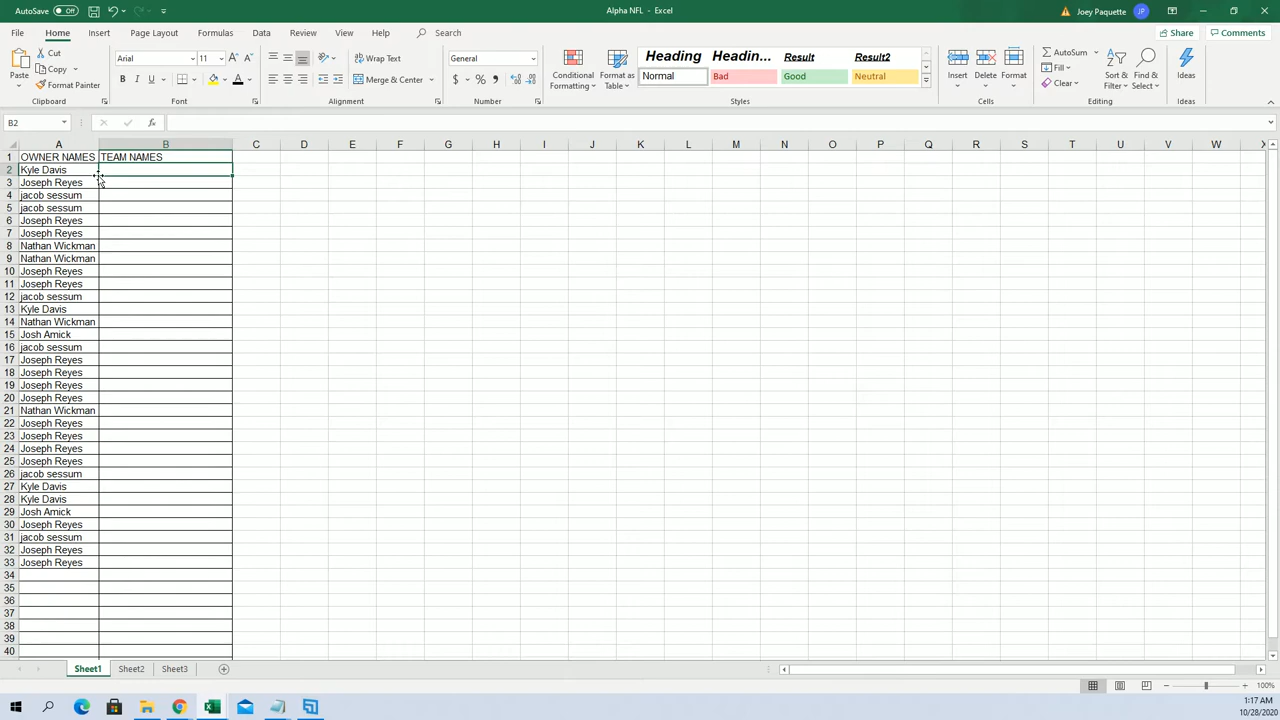 AutoSave Off Alpha NFL - Excel Joey Paquette JP
File Home Insert Page Layout Formulas Data Review View Help Search Share Comments
Cut Arial 11 Wrap Text General Heading Headin... Result Result2 AutoSum
Copy Fill
Paste Format Painter B I U Merge & Center $ % Conditional Formatting Format as Table Normal Bad Good Neutral Insert Delete Format Clear Sort & Filter Find & Select Ideas
Clipboard Font Alignment Number Styles Cells Editing Ideas
B2 fx
A B C D E F G H I J K L M N O P Q R S T U V W X
1 OWNER NAMES TEAM NAMES
2 Kyle Davis
3 Joseph Reyes
4 jacob sessum
5 jacob sessum
6 Joseph Reyes
7 Joseph Reyes
8 Nathan Wickman
9 Nathan Wickman
10 Joseph Reyes
11 Joseph Reyes
12 jacob sessum
13 Kyle Davis
14 Nathan Wickman
15 Josh Amick
16 jacob sessum
17 Joseph Reyes
18 Joseph Reyes
19 Joseph Reyes
20 Joseph Reyes
21 Nathan Wickman
22 Joseph Reyes
23 Joseph Reyes
24 Joseph Reyes
25 Joseph Reyes
26 jacob sessum
27 Kyle Davis
28 Kyle Davis
29 Josh Amick
30 Joseph Reyes
31 jacob sessum
32 Joseph Reyes
33 Joseph Reyes
34
35
36
37
38
39
40
Sheet1 Sheet2 Sheet3
100%
1:17 AM
10/28/2020